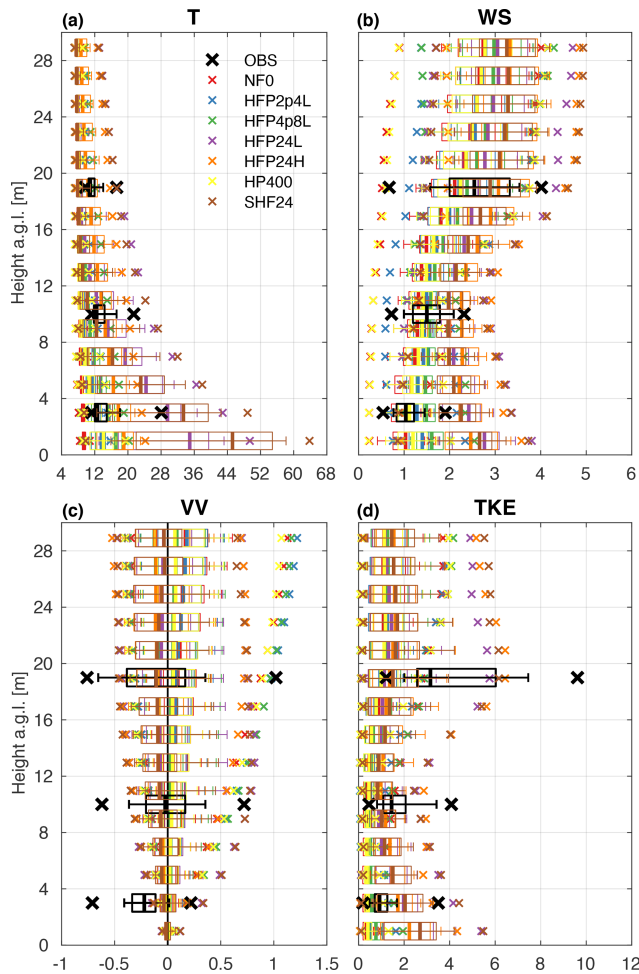 (a) T
OBS
NF0
HFP2p4L
HFP4p8L
HFP24L
HFP24H
HP400
SHF24
Height a.g.l. [m]
28
24
20
16
12
8
4
0
4 12 20 28 36 44 52 60 68
(b) WS
0 1 2 3 4 5 6
(c) VV
Height a.g.l. [m]
28
24
20
16
12
8
4
0
-1 -0.5 0 0.5 1 1.5
(d) TKE
0 2 4 6 8 10 12